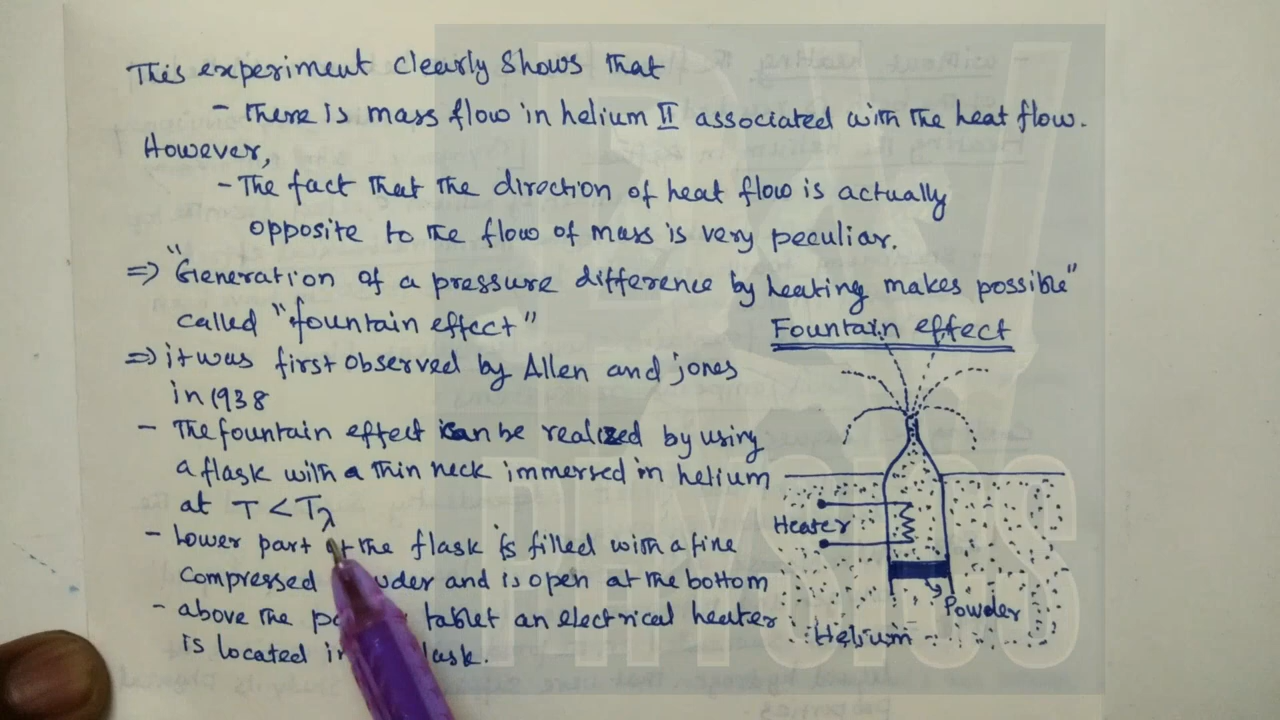 This experiment clearly shows that
- There is mass flow in helium II associated with the heat flow.
However,
- The fact that the direction of heat flow is actually
opposite to the flow of mass is very peculiar.
⇒ "Generation of a pressure difference by heating makes possible"
called "fountain effect"
Fountain effect
⇒ it was first observed by Allen and jones
in 1938
- The fountain effect can be realized by using
a flask with a thin neck immersed in helium
at T < Tλ
- lower part of the flask is filled with a fine
compressed and is open at the bottom
- above the tablet an electrical heater
is located in
Heater
Powder
Helium
PHYSICS